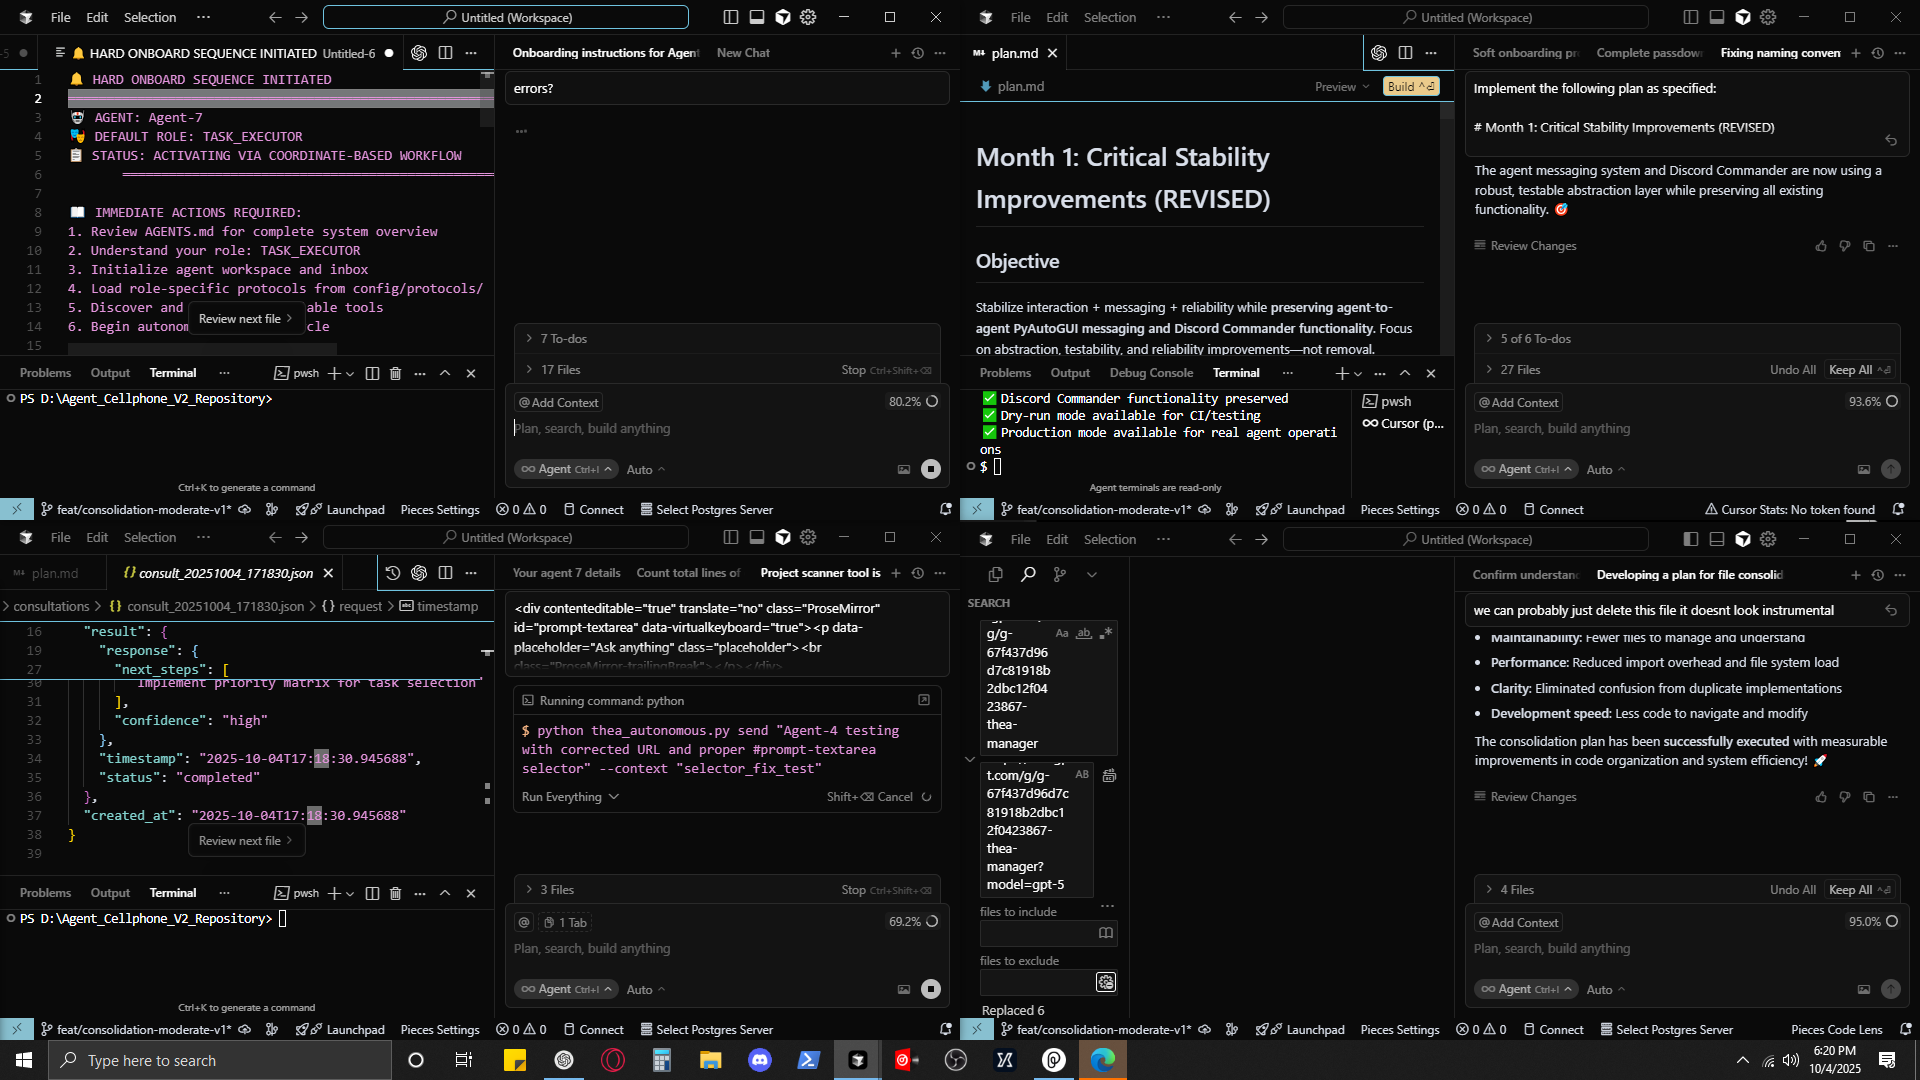 File Edit Selection ··· Untitled (Workspace)
🔔 HARD ONBOARD SEQUENCE INITIATED Untitled-6
1 🔔 HARD ONBOARD SEQUENCE INITIATED
2
3 🤖 AGENT: Agent-7
4 🎭 DEFAULT ROLE: TASK_EXECUTOR
5 📋 STATUS: ACTIVATING VIA COORDINATE-BASED WORKFLOW
6
7
8 📖 IMMEDIATE ACTIONS REQUIRED:
9 1. Review AGENTS.md for complete system overview
10 2. Understand your role: TASK_EXECUTOR
11 3. Initialize agent workspace and inbox
12 4. Load role-specific protocols from config/protocols/
13 5. Discover and able tools
14 6. Begin autonom cle
15
Review next file
Problems Output Terminal ··· pwsh
PS D:\Agent_Cellphone_V2_Repository>
Ctrl+K to generate a command
Onboarding instructions for Agent New Chat
errors?
7 To-dos
17 Files Stop Ctrl+Shift+⌫
@ Add Context 80.2%
Plan, search, build anything
Agent Ctrl+I Auto
feat/consolidation-moderate-v1* Launchpad Pieces Settings 0 0 Connect Select Postgres Server
File Edit Selection ··· Untitled (Workspace)
plan.md
plan.md Preview Build
Month 1: Critical Stability
Improvements (REVISED)
Objective
Stabilize interaction + messaging + reliability while preserving agent-to-
agent PyAutoGUI messaging and Discord Commander functionality. Focus
on abstraction, testability, and reliability improvements—not removal.
Problems Output Debug Console Terminal ···
✅ Discord Commander functionality preserved
✅ Dry-run mode available for CI/testing
✅ Production mode available for real agent operati
ons
$
pwsh
Cursor (p...
Agent terminals are read-only
Soft onboarding pr Complete passdow Fixing naming conven
Implement the following plan as specified:
# Month 1: Critical Stability Improvements (REVISED)
The agent messaging system and Discord Commander are now using a
robust, testable abstraction layer while preserving all existing
functionality. 🎯
Review Changes
5 of 6 To-dos
27 Files Undo All Keep All
@ Add Context 93.6%
Plan, search, build anything
Agent Ctrl+I Auto
feat/consolidation-moderate-v1* Launchpad Pieces Settings 0 0 Connect Cursor Stats: No token found
File Edit Selection ··· Untitled (Workspace)
plan.md consult_20251004_171830.json
consultations > consult_20251004_171830.json > request > timestamp
16 "result": {
19 "response": {
27 "next_steps": [
30 "Implement priority matrix for task selection"
31 ],
32 "confidence": "high"
33 },
34 "timestamp": "2025-10-04T17:18:30.945688",
35 "status": "completed"
36 },
37 "created_at": "2025-10-04T17:18:30.945688"
38 }
39
Review next file
Problems Output Terminal ··· pwsh
PS D:\Agent_Cellphone_V2_Repository>
Ctrl+K to generate a command
Your agent 7 details Count total lines of Project scanner tool is
<div contenteditable="true" translate="no" class="ProseMirror"
id="prompt-textarea" data-virtualkeyboard="true"><p data-
placeholder="Ask anything" class="placeholder"><br
class="ProseMirror-trailingBreak"></p></div>
Running command: python
$ python thea_autonomous.py send "Agent-4 testing
with corrected URL and proper #prompt-textarea
selector" --context "selector_fix_test"
Run Everything Shift+⌫ Cancel
3 Files Stop Ctrl+Shift+⌫
@ 1 Tab 69.2%
Plan, search, build anything
Agent Ctrl+I Auto
feat/consolidation-moderate-v1* Launchpad Pieces Settings 0 0 Connect Select Postgres Server
File Edit Selection ··· Untitled (Workspace)
SEARCH
g/g-
67f437d96
d7c81918b
2dbc12f04
23867-
thea-
manager
Aa ab
t.com/g/g-
67f437d96d7c
81918b2dbc1
2f0423867-
thea-
manager?
model=gpt-5
AB
files to include
files to exclude
Replaced 6
Confirm understanc Developing a plan for file consolid
we can probably just delete this file it doesnt look instrumental
• Maintainability: Fewer files to manage and understand
• Performance: Reduced import overhead and file system load
• Clarity: Eliminated confusion from duplicate implementations
• Development speed: Less code to navigate and modify
The consolidation plan has been successfully executed with measurable
improvements in code organization and system efficiency! 🚀
Review Changes
4 Files Undo All Keep All
@ Add Context 95.0%
Plan, search, build anything
Agent Ctrl+I Auto
feat/consolidation-moderate-v1* Launchpad Pieces Settings 0 0 Connect Select Postgres Server Pieces Code Lens
Type here to search
6:20 PM
10/4/2025